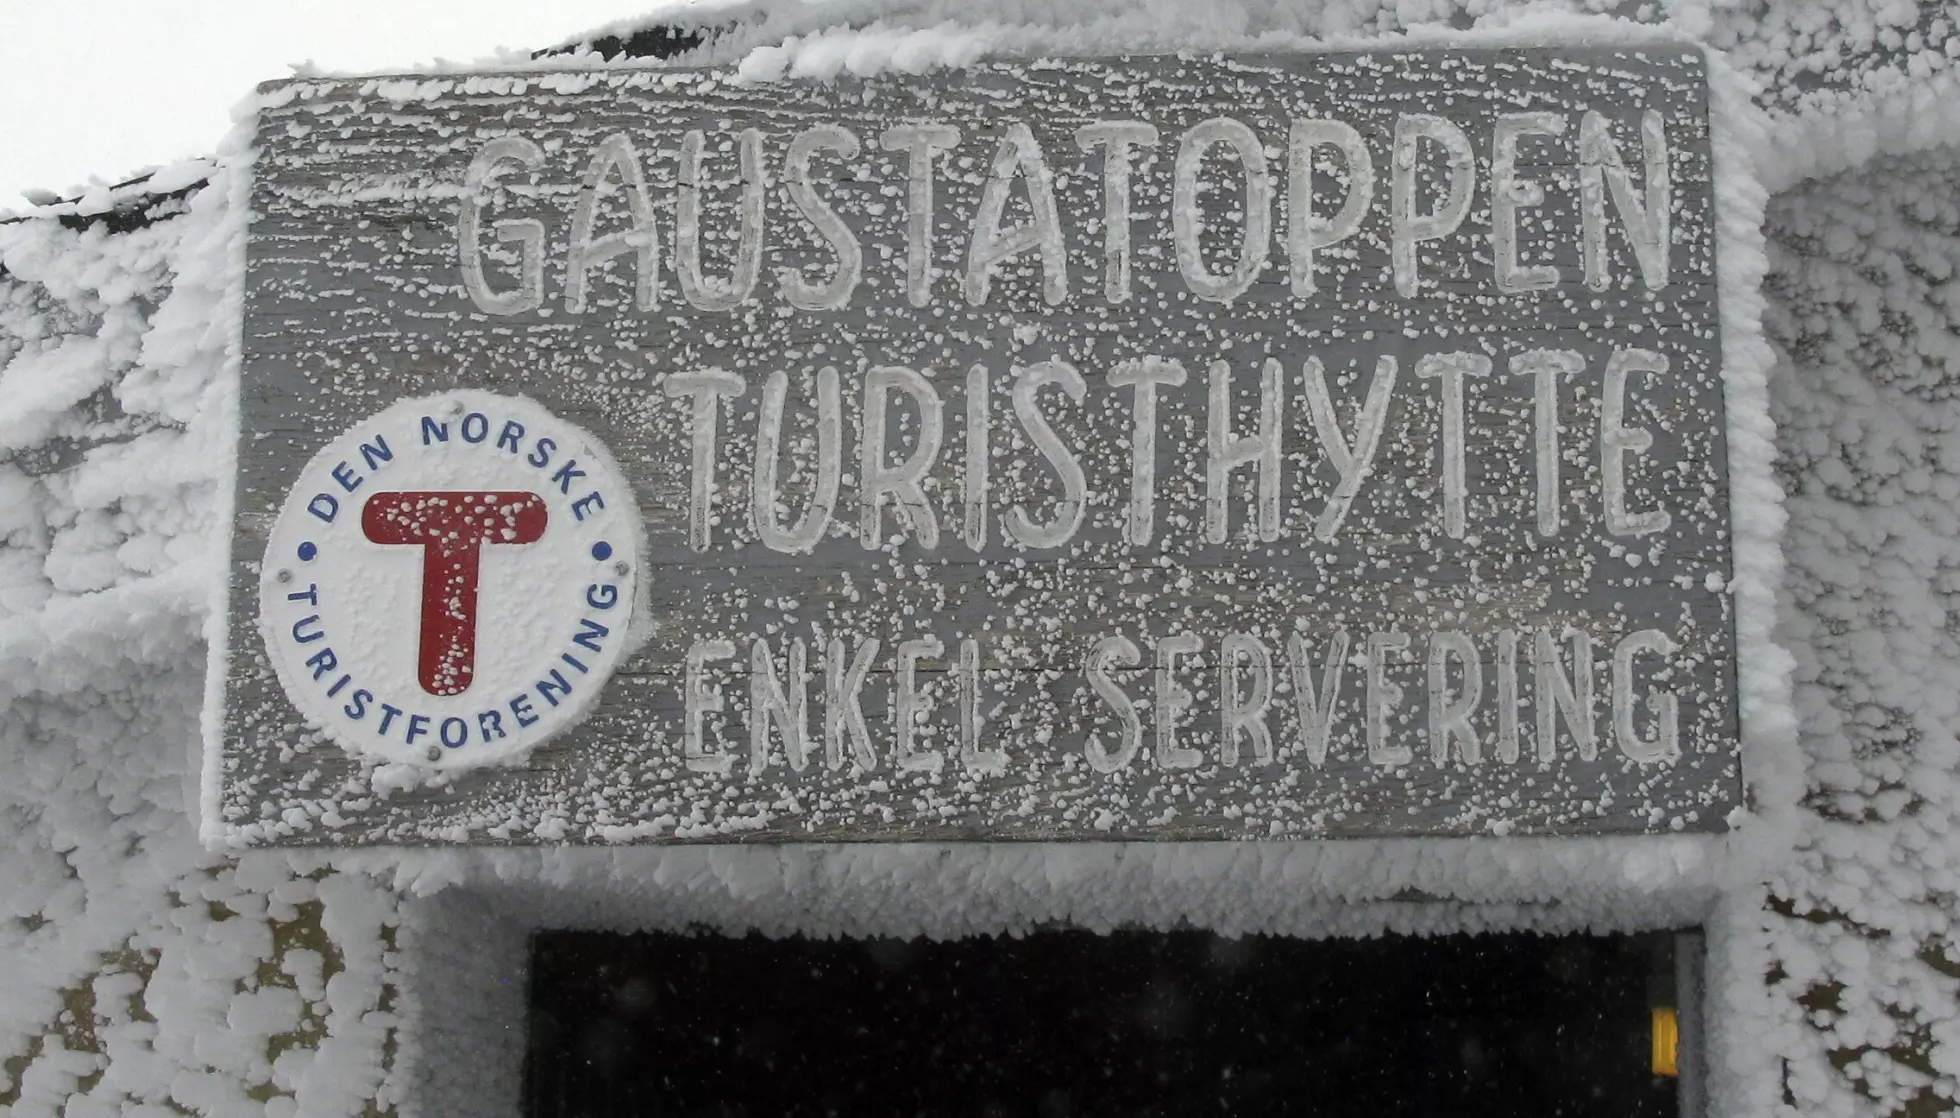 GAUSTATOPPEN
TURISTHYTTE
ENKEL SERVERING
DEN NORSKE
TURISTFORENING
T